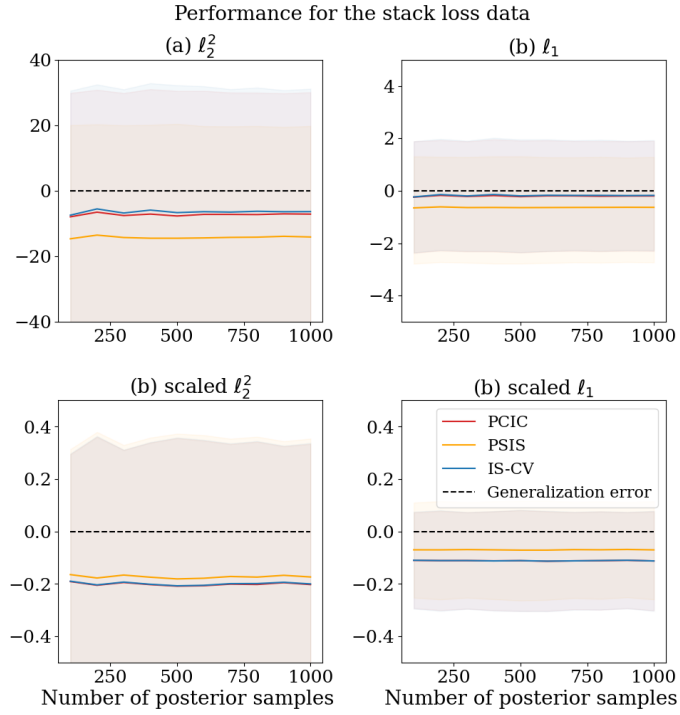 Performance for the stack loss data
(a) ℓ₂²
(b) ℓ₁
40
20
0
−20
−40
250 500 750 1000
4
2
0
−2
−4
250 500 750 1000
(b) scaled ℓ₂²
(b) scaled ℓ₁
0.4
0.2
0.0
−0.2
−0.4
250 500 750 1000
Number of posterior samples
0.4
0.2
0.0
−0.2
−0.4
PCIC
PSIS
IS-CV
Generalization error
250 500 750 1000
Number of posterior samples